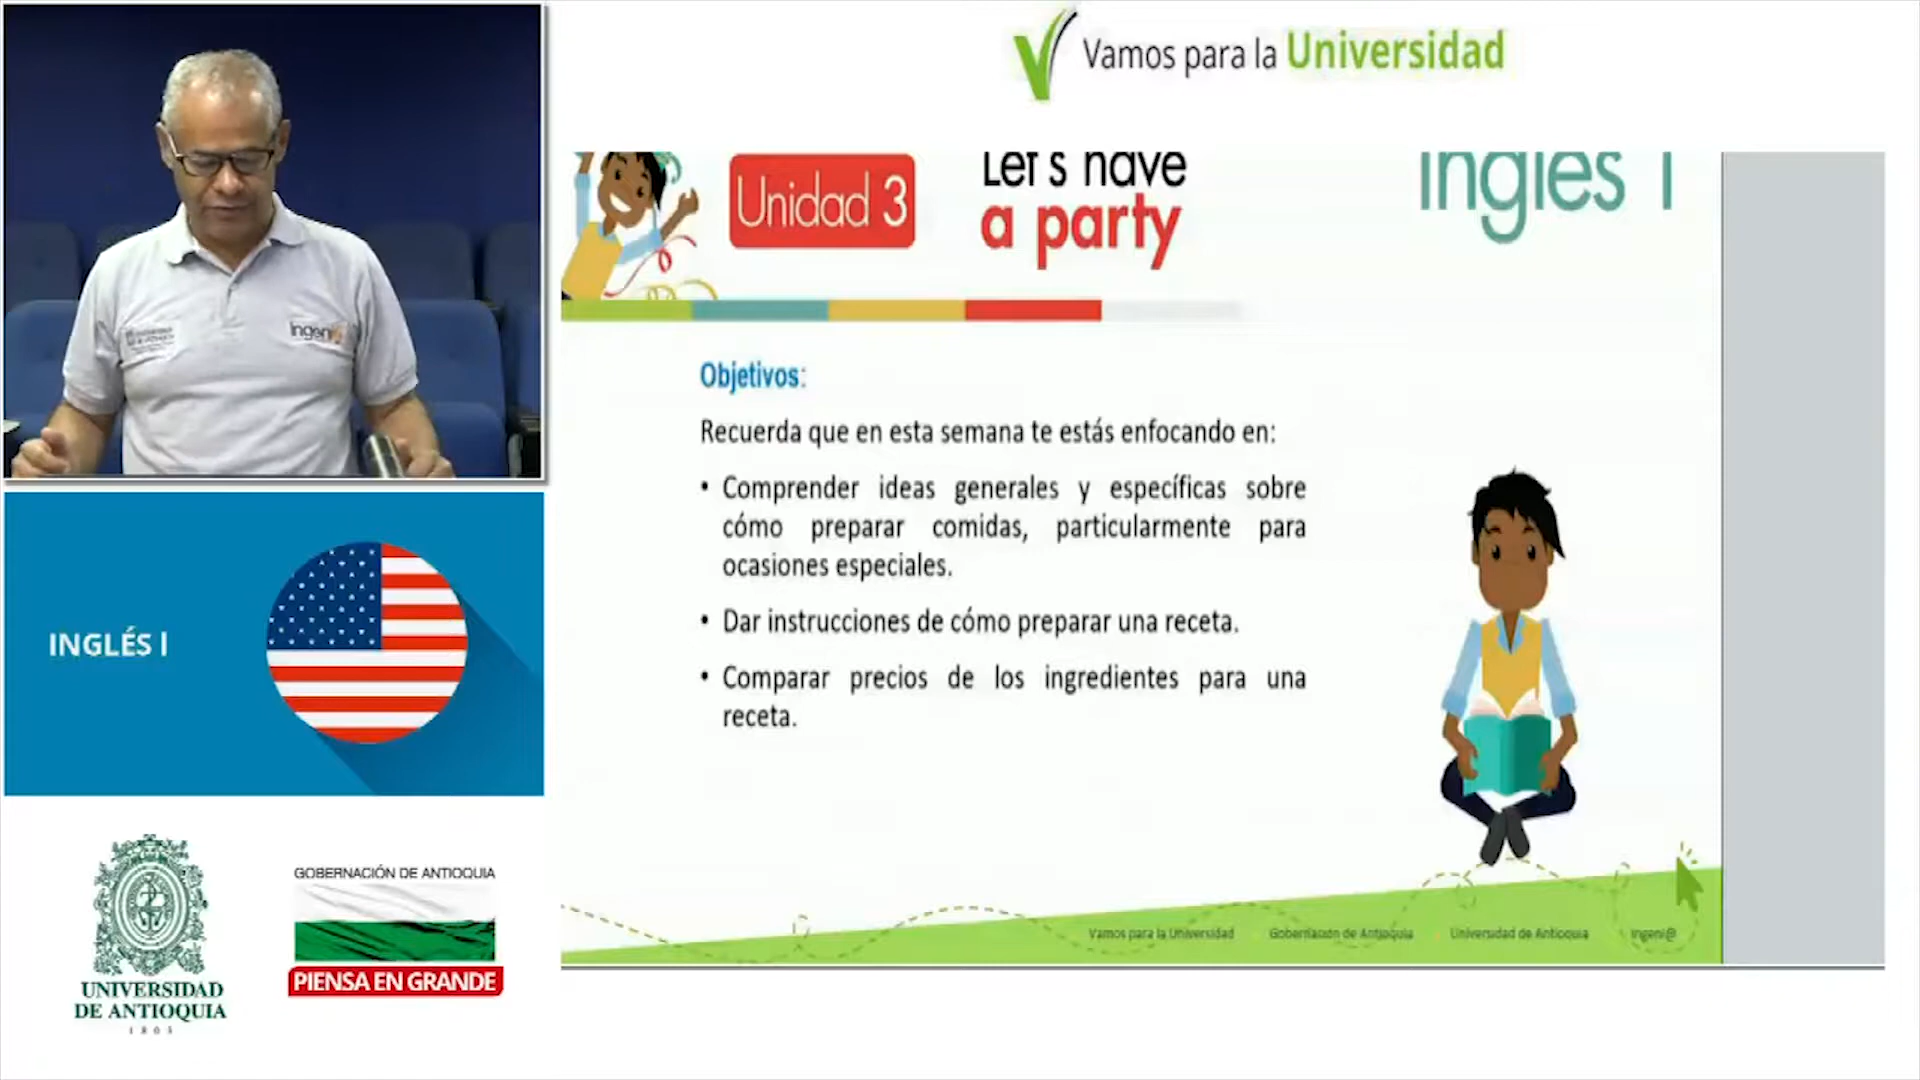 Vamos para la Universidad
Unidad 3
Let's have
a party
Inglés I
Objetivos:
Recuerda que en esta semana te estás enfocando en:
• Comprender ideas generales y específicas sobre
cómo preparar comidas, particularmente para
ocasiones especiales.
• Dar instrucciones de cómo preparar una receta.
• Comparar precios de los ingredientes para una
receta.
Vamos para la Universidad
Gobernación de Antioquia
Universidad de Antioquia
Ingeni@
Ingeni@
INGLÉS I
UNIVERSIDAD
DE ANTIOQUIA
1803
GOBERNACIÓN DE ANTIOQUIA
PIENSA EN GRANDE